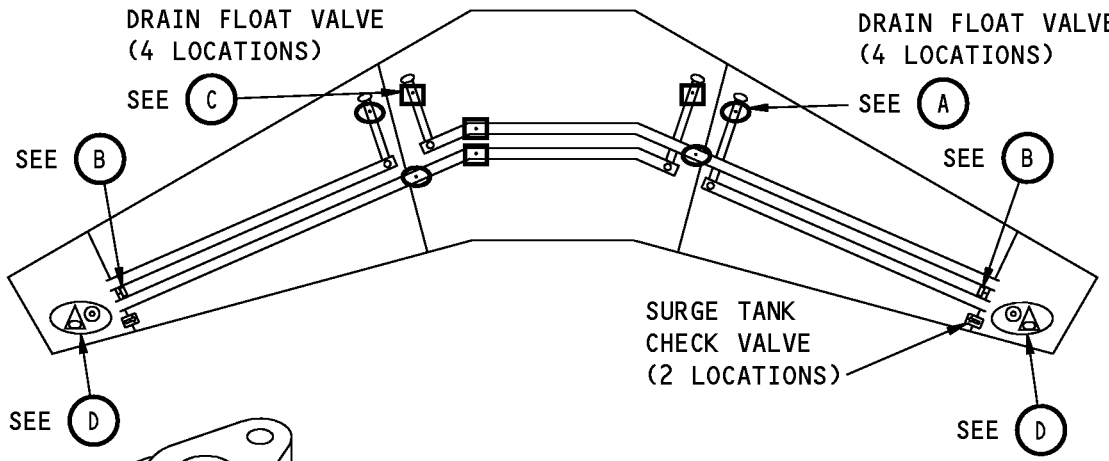 DRAIN FLOAT VALVE
(4 LOCATIONS)
SEE C
DRAIN FLOAT VALVE
(4 LOCATIONS)
SEE A
SEE B
SEE B
SURGE TANK
CHECK VALVE
(2 LOCATIONS)
SEE D
SEE D